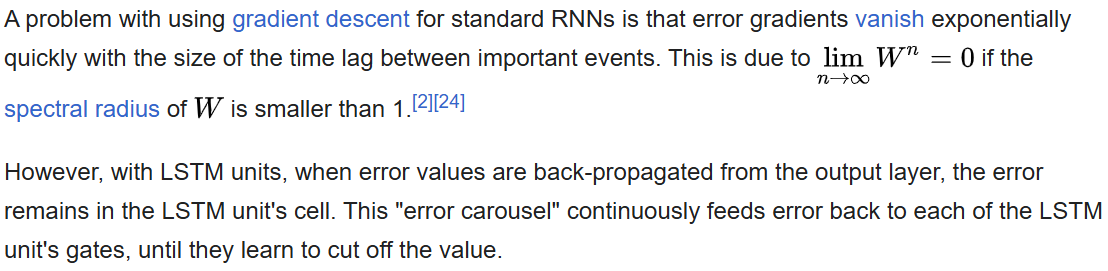 A problem with using gradient descent for standard RNNs is that error gradients vanish exponentially
quickly with the size of the time lag between important events. This is due to lim W^n = 0 if the
n→∞
spectral radius of W is smaller than 1.[2][24]
However, with LSTM units, when error values are back-propagated from the output layer, the error
remains in the LSTM unit's cell. This "error carousel" continuously feeds error back to each of the LSTM
unit's gates, until they learn to cut off the value.